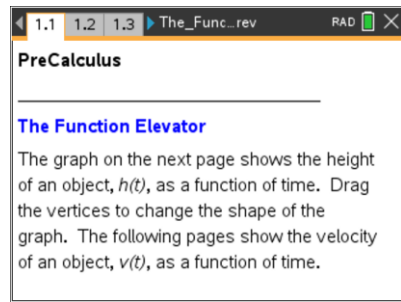 1.1 1.2 1.3 The_Func...rev RAD
PreCalculus
The Function Elevator
The graph on the next page shows the height
of an object, h(t), as a function of time. Drag
the vertices to change the shape of the
graph. The following pages show the velocity
of an object, v(t), as a function of time.